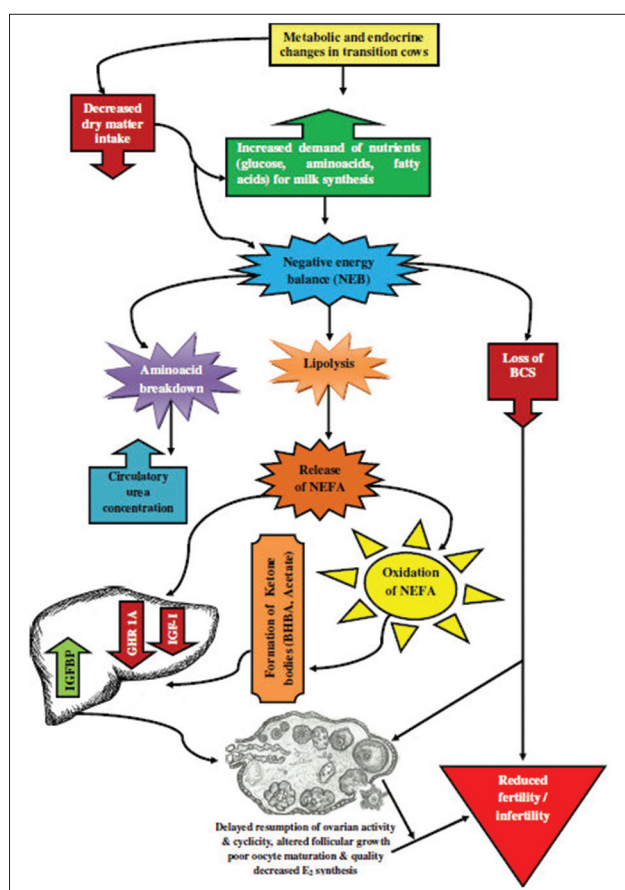 Metabolic and endocrine
changes in transition cows
Decreased
dry matter
intake
Increased demand of nutrients
(glucose, aminoacids, fatty
acids) for milk synthesis
Negative energy
balance (NEB)
Aminoacid
breakdown
Lipolysis
Loss of
BCS
Circulatory
urea
concentration
Release
of NEFA
Oxidation
of NEFA
Formation of Ketone
bodies (BHBA, Acetate)
IGFBP
GHR 1A
IGF-I
Delayed resumption of ovarian activity
& cyclicity, altered follicular growth
poor oocyte maturation & quality
decreased E₂ synthesis
Reduced
fertility /
infertility